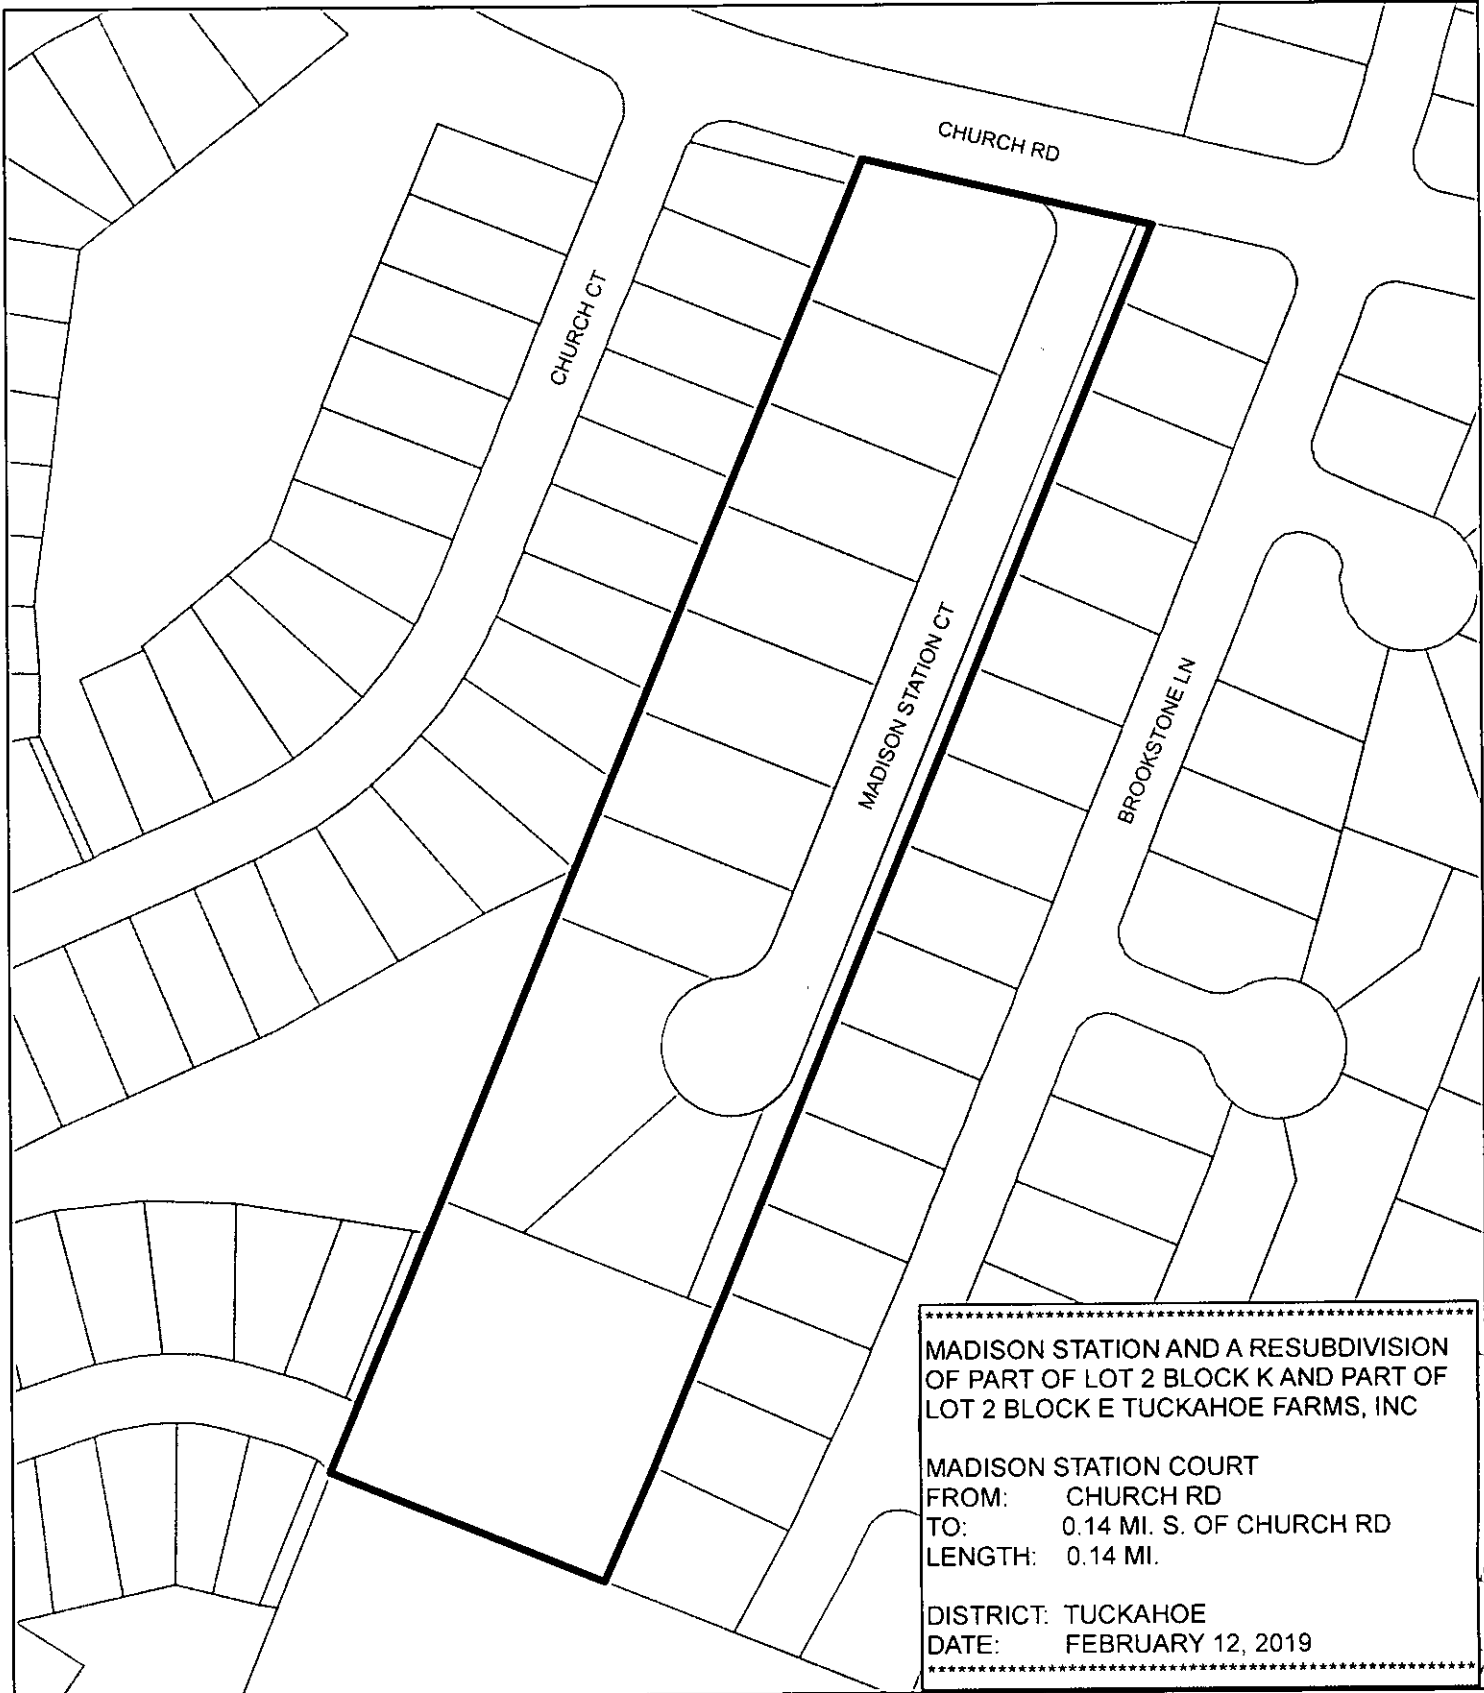 CHURCH RD
CHURCH CT
MADISON STATION CT
BROOKSTONE LN
************************************************************
MADISON STATION AND A RESUBDIVISION
OF PART OF LOT 2 BLOCK K AND PART OF
LOT 2 BLOCK E TUCKAHOE FARMS, INC
MADISON STATION COURT
FROM: CHURCH RD
TO: 0.14 MI. S. OF CHURCH RD
LENGTH: 0.14 MI.
DISTRICT: TUCKAHOE
DATE: FEBRUARY 12, 2019
************************************************************